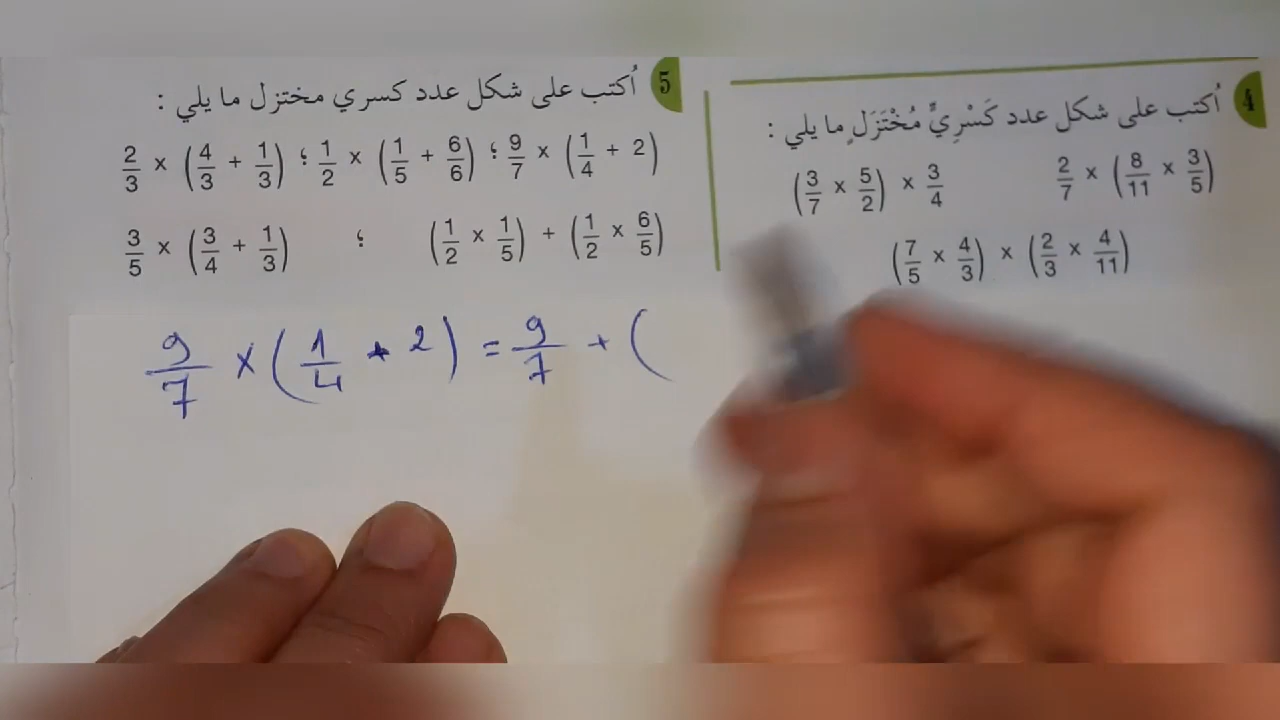 4 اُكتب على شكل عدد كَسْرِيٍّ مُخْتَزَلٍ ما يلي :
2/7 × (8/11 × 3/5)
(3/7 × 5/2) × 3/4
(7/5 × 4/3) × (2/3 × 4/11)
5 اُكتب على شكل عدد كسري مختزل ما يلي :
2/3 × (4/3 + 1/3) ؛ 1/2 × (1/5 + 6/6) ؛ 9/7 × (1/4 + 2)
3/5 × (3/4 + 1/3) ؛ (1/2 × 1/5) + (1/2 × 6/5)
9/7 × (1/4 + 2) = 9/7 + (